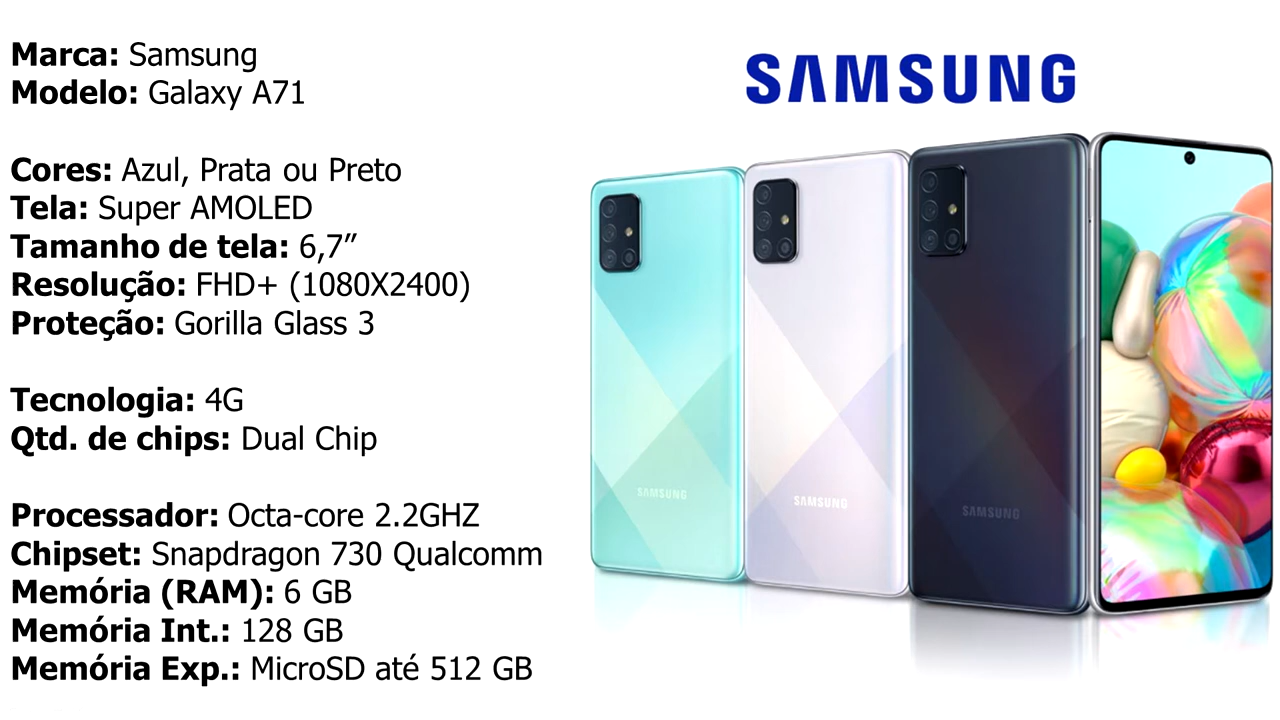 Marca: Samsung
Modelo: Galaxy A71
Cores: Azul, Prata ou Preto
Tela: Super AMOLED
Tamanho de tela: 6,7”
Resolução: FHD+ (1080X2400)
Proteção: Gorilla Glass 3
Tecnologia: 4G
Qtd. de chips: Dual Chip
Processador: Octa-core 2.2GHZ
Chipset: Snapdragon 730 Qualcomm
Memória (RAM): 6 GB
Memória Int.: 128 GB
Memória Exp.: MicroSD até 512 GB
SAMSUNG
SAMSUNG
SAMSUNG
SAMSUNG